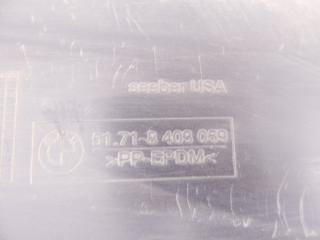 seeber USA
51.71-8 409 059
>PP-EPDM<